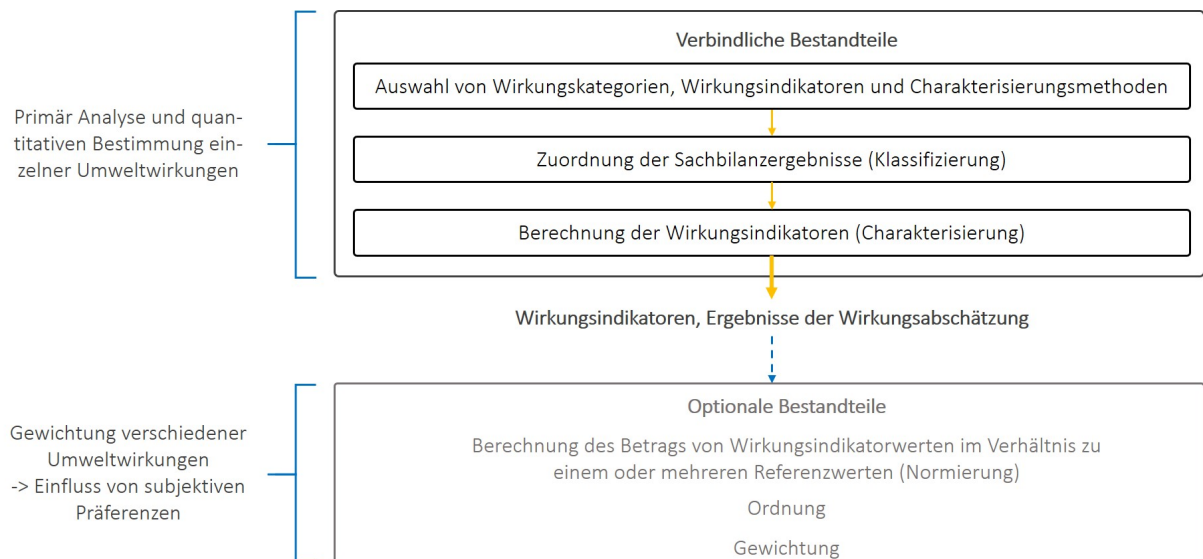 Verbindliche Bestandteile
Auswahl von Wirkungskategorien, Wirkungsindikatoren und Charakterisierungsmethoden
Primär Analyse und quan-
titativen Bestimmung ein-
zelner Umweltwirkungen
Zuordnung der Sachbilanzergebnisse (Klassifizierung)
Berechnung der Wirkungsindikatoren (Charakterisierung)
Wirkungsindikatoren, Ergebnisse der Wirkungsabschätzung
Optionale Bestandteile
Gewichtung verschiedener
Umweltwirkungen
-> Einfluss von subjektiven
Präferenzen
Berechnung des Betrags von Wirkungsindikatorwerten im Verhältnis zu
einem oder mehreren Referenzwerten (Normierung)
Ordnung
Gewichtung